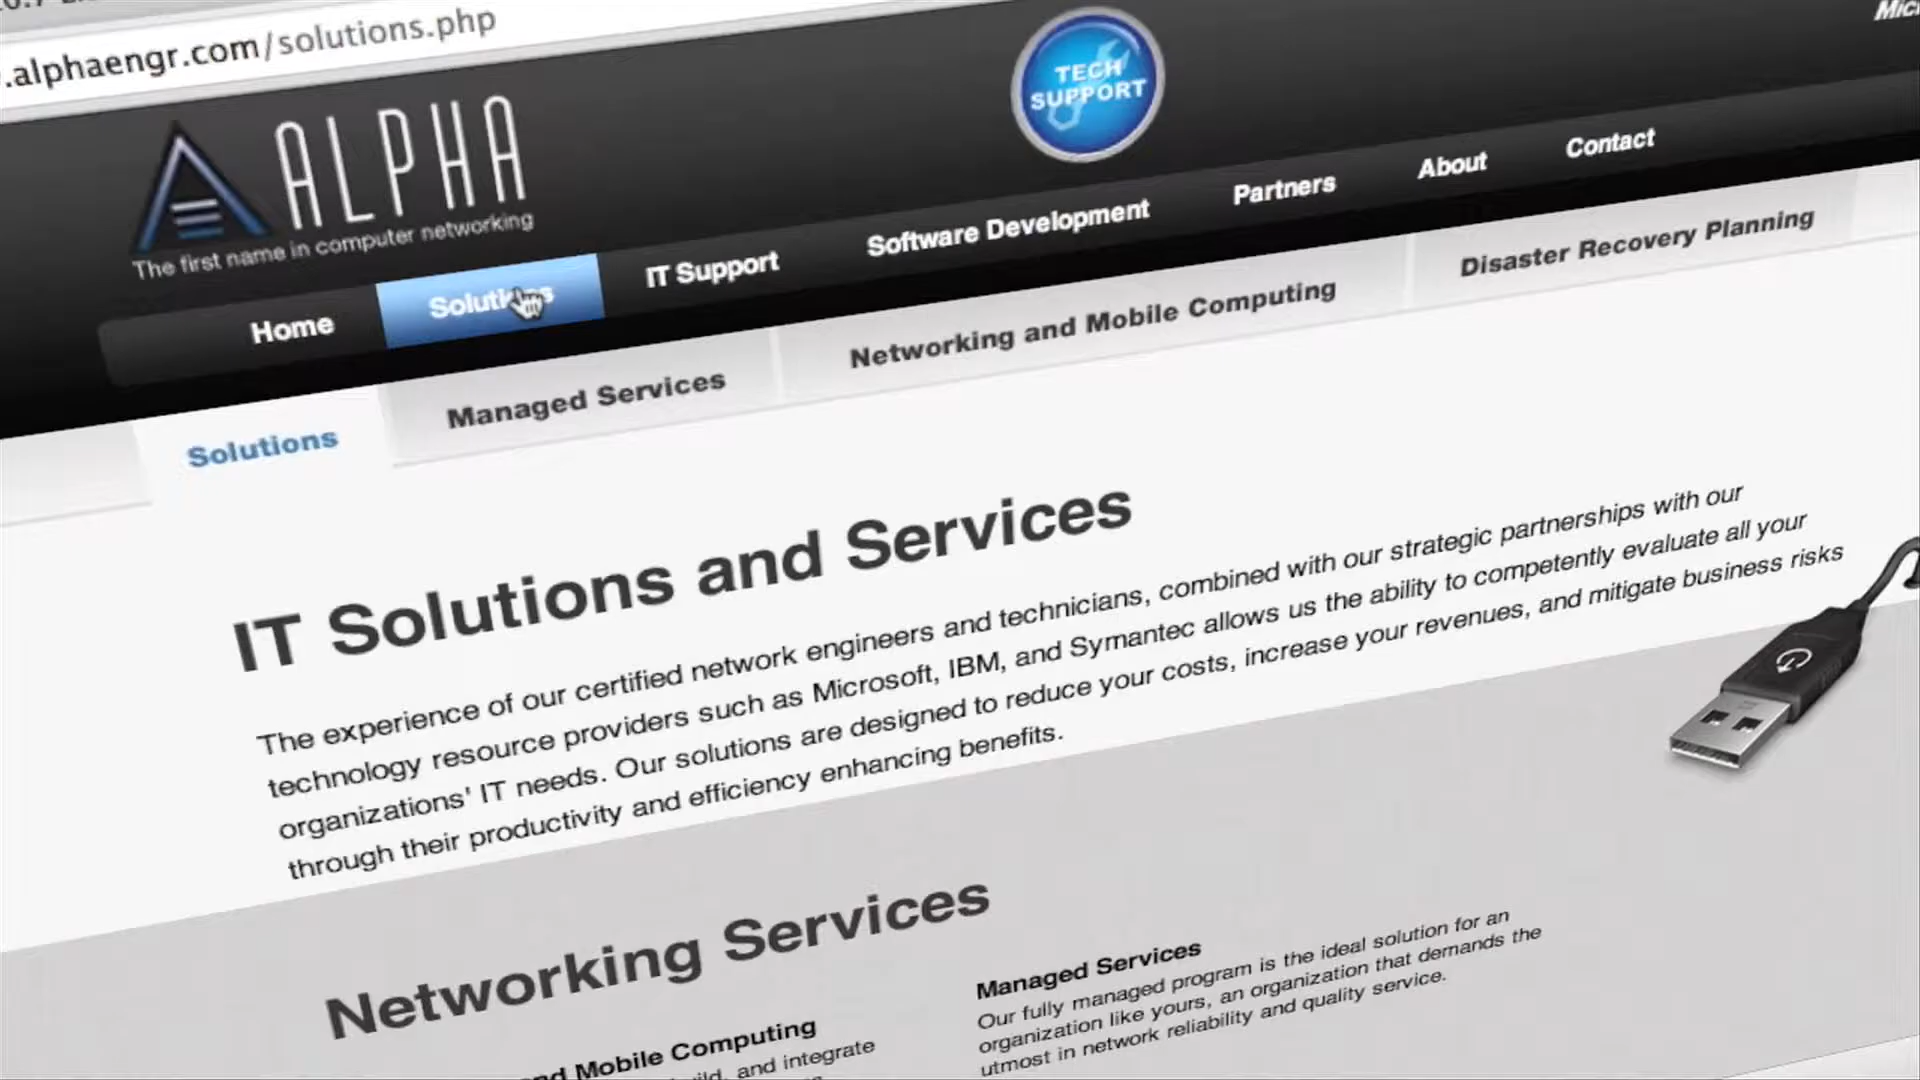 .alphaengr.com/solutions.php
ALPHA
The first name in computer networking
TECH
SUPPORT
Home
Solutions
IT Support
Software Development
Partners
About
Contact
Solutions
Managed Services
Networking and Mobile Computing
Disaster Recovery Planning
IT Solutions and Services
The experience of our certified network engineers and technicians, combined with our strategic partnerships with our
technology resource providers such as Microsoft, IBM, and Symantec allows us the ability to competently evaluate all your
organizations' IT needs. Our solutions are designed to reduce your costs, increase your revenues, and mitigate business risks
through their productivity and efficiency enhancing benefits.
Networking Services
Mobile Computing
and integrate
Managed Services
Our fully managed program is the ideal solution for an
organization like yours, an organization that demands the
utmost in network reliability and quality service.